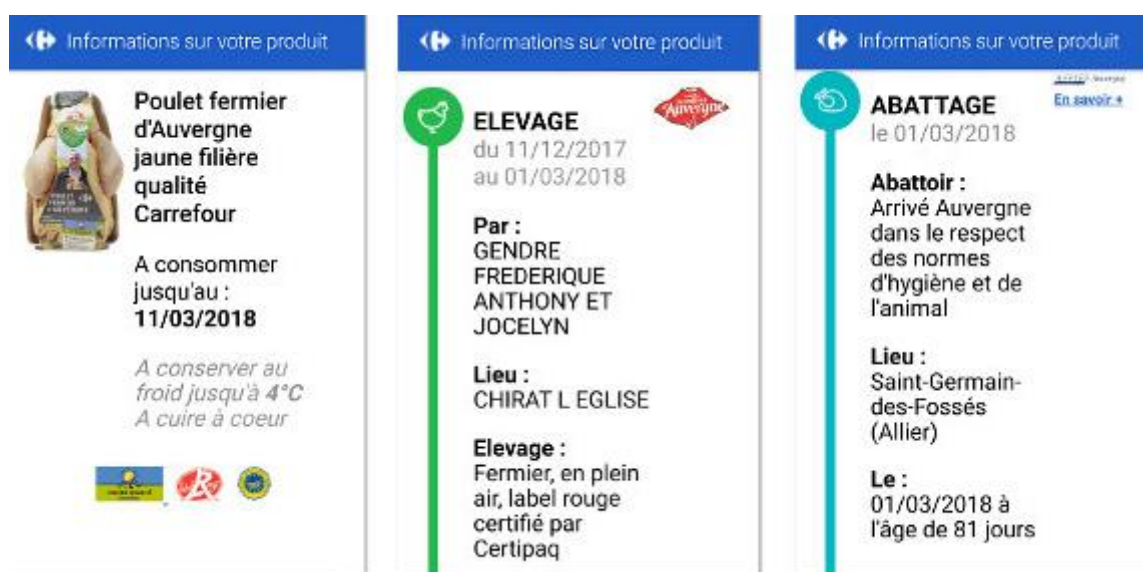 Informations sur votre produit
Poulet fermier
d'Auvergne
jaune filière
qualité
Carrefour
A consommer
jusqu'au :
11/03/2018
A conserver au
froid jusqu'à 4°C
A cuire à coeur
Informations sur votre produit
Auvergne
ELEVAGE
du 11/12/2017
au 01/03/2018
Par :
GENDRE
FREDERIQUE
ANTHONY ET
JOCELYN
Lieu :
CHIRAT L EGLISE
Elevage :
Fermier, en plein
air, label rouge
certifié par
Certipaq
Informations sur votre produit
En savoir +
ABATTAGE
le 01/03/2018
Abattoir :
Arrivé Auvergne
dans le respect
des normes
d'hygiène et de
l'animal
Lieu :
Saint-Germain-
des-Fossés
(Allier)
Le :
01/03/2018 à
l'âge de 81 jours